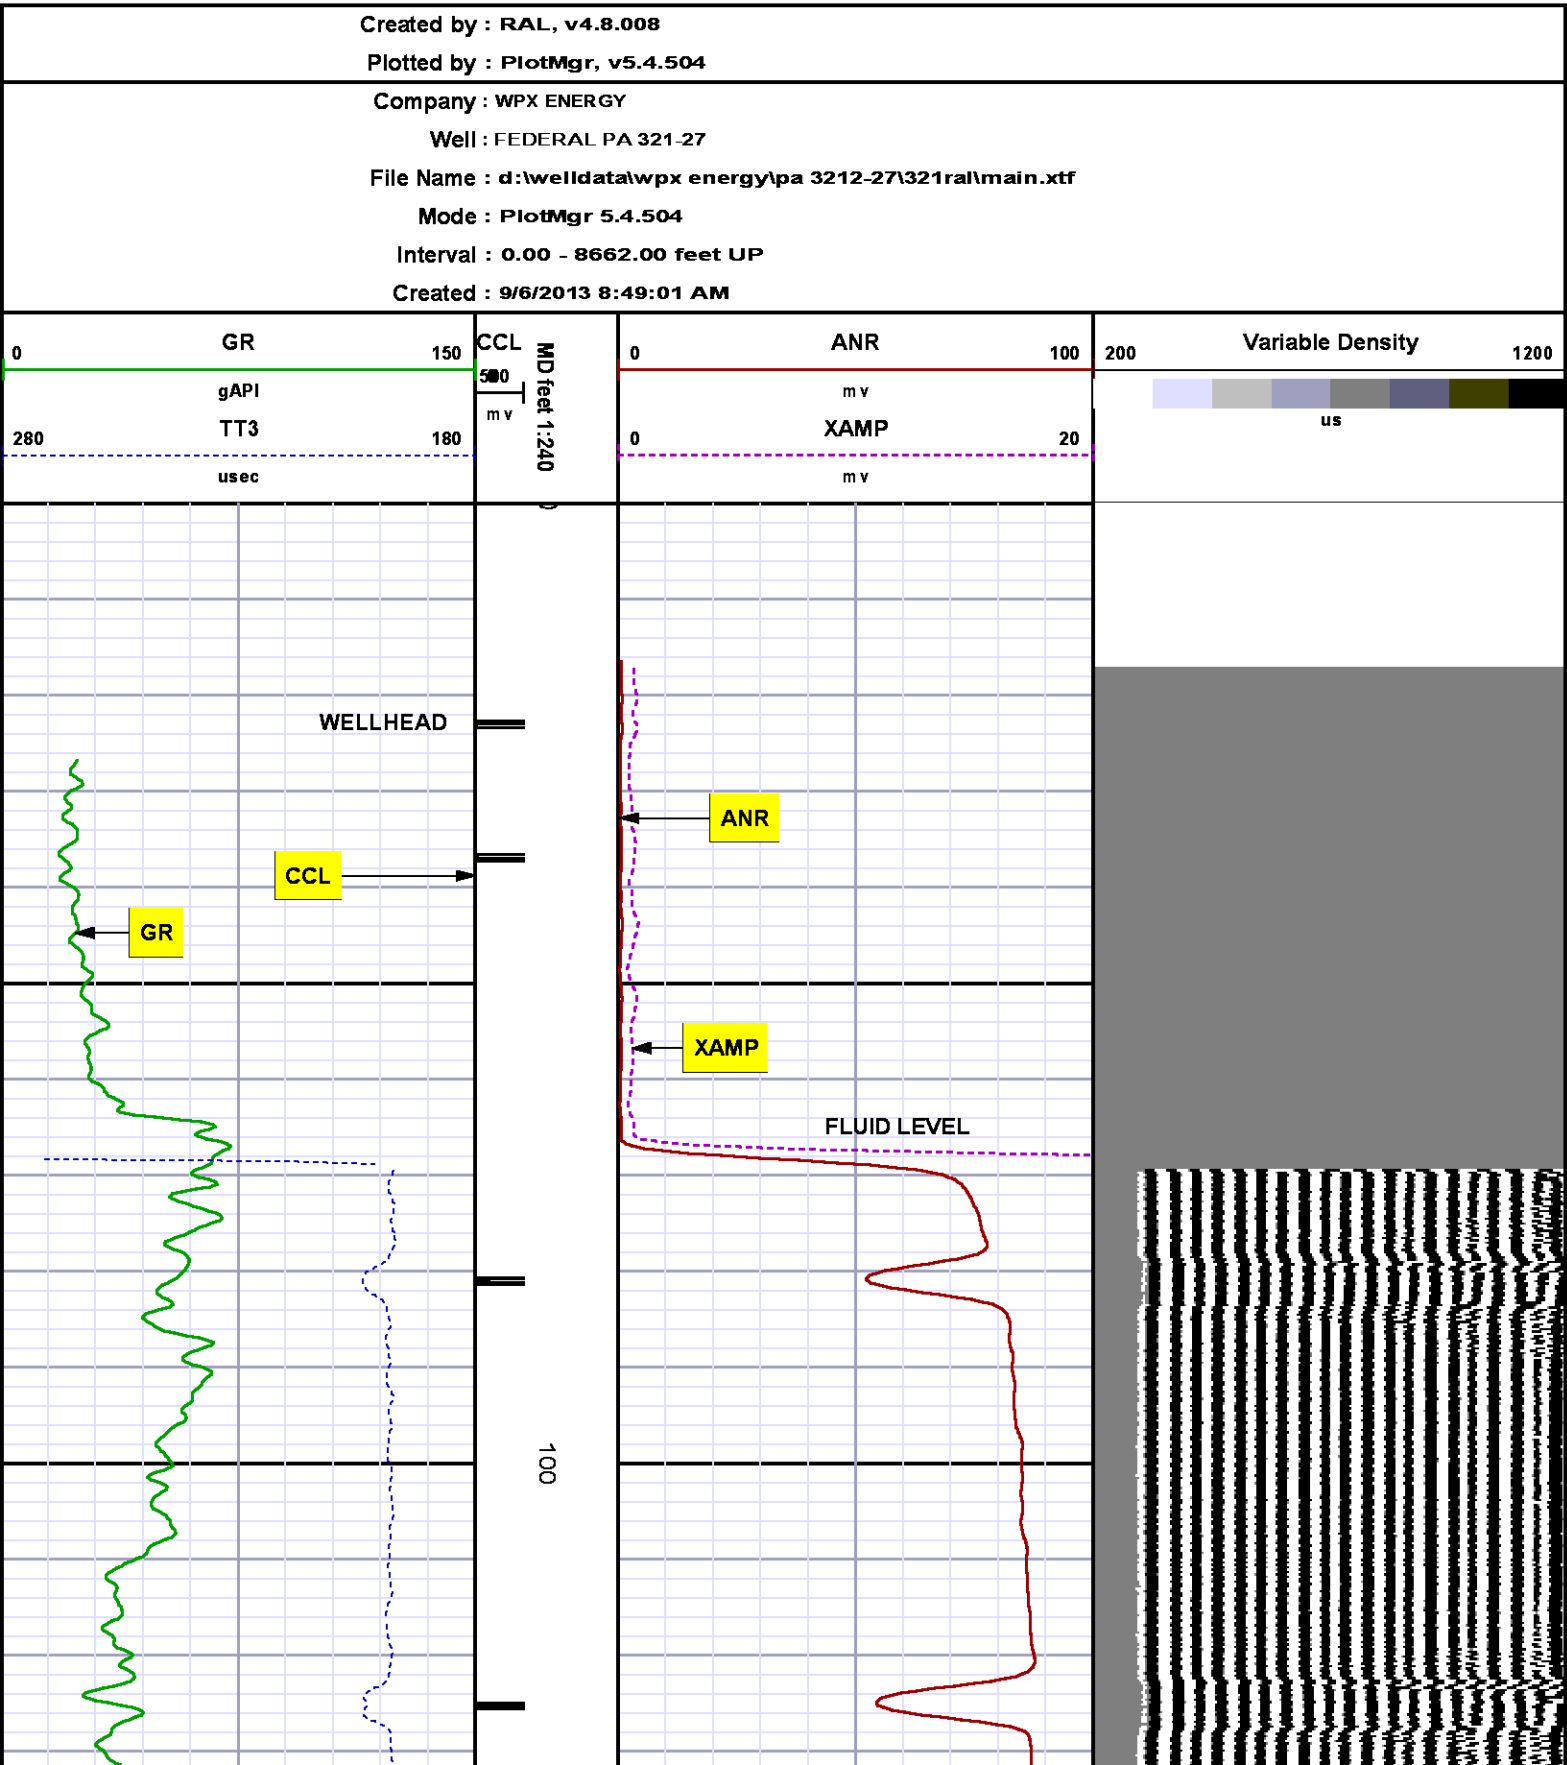 Created by : RAL, v4.8.008
Plotted by : PlotMgr, v5.4.504
Company : WPX ENERGY
Well : FEDERAL PA 321-27
File Name : d:\welldata\wpx energy\pa 3212-27\321ral\main.xtf
Mode : PlotMgr 5.4.504
Interval : 0.00 - 8662.00 feet UP
Created : 9/6/2013 8:49:01 AM
0 GR 150
gAPI
280 TT3 180
usec
CCL
mv
MD feet 1:240
0 ANR 100
mv
0 XAMP 20
mv
200 Variable Density 1200
us
WELLHEAD
ANR
CCL
GR
XAMP
FLUID LEVEL
100